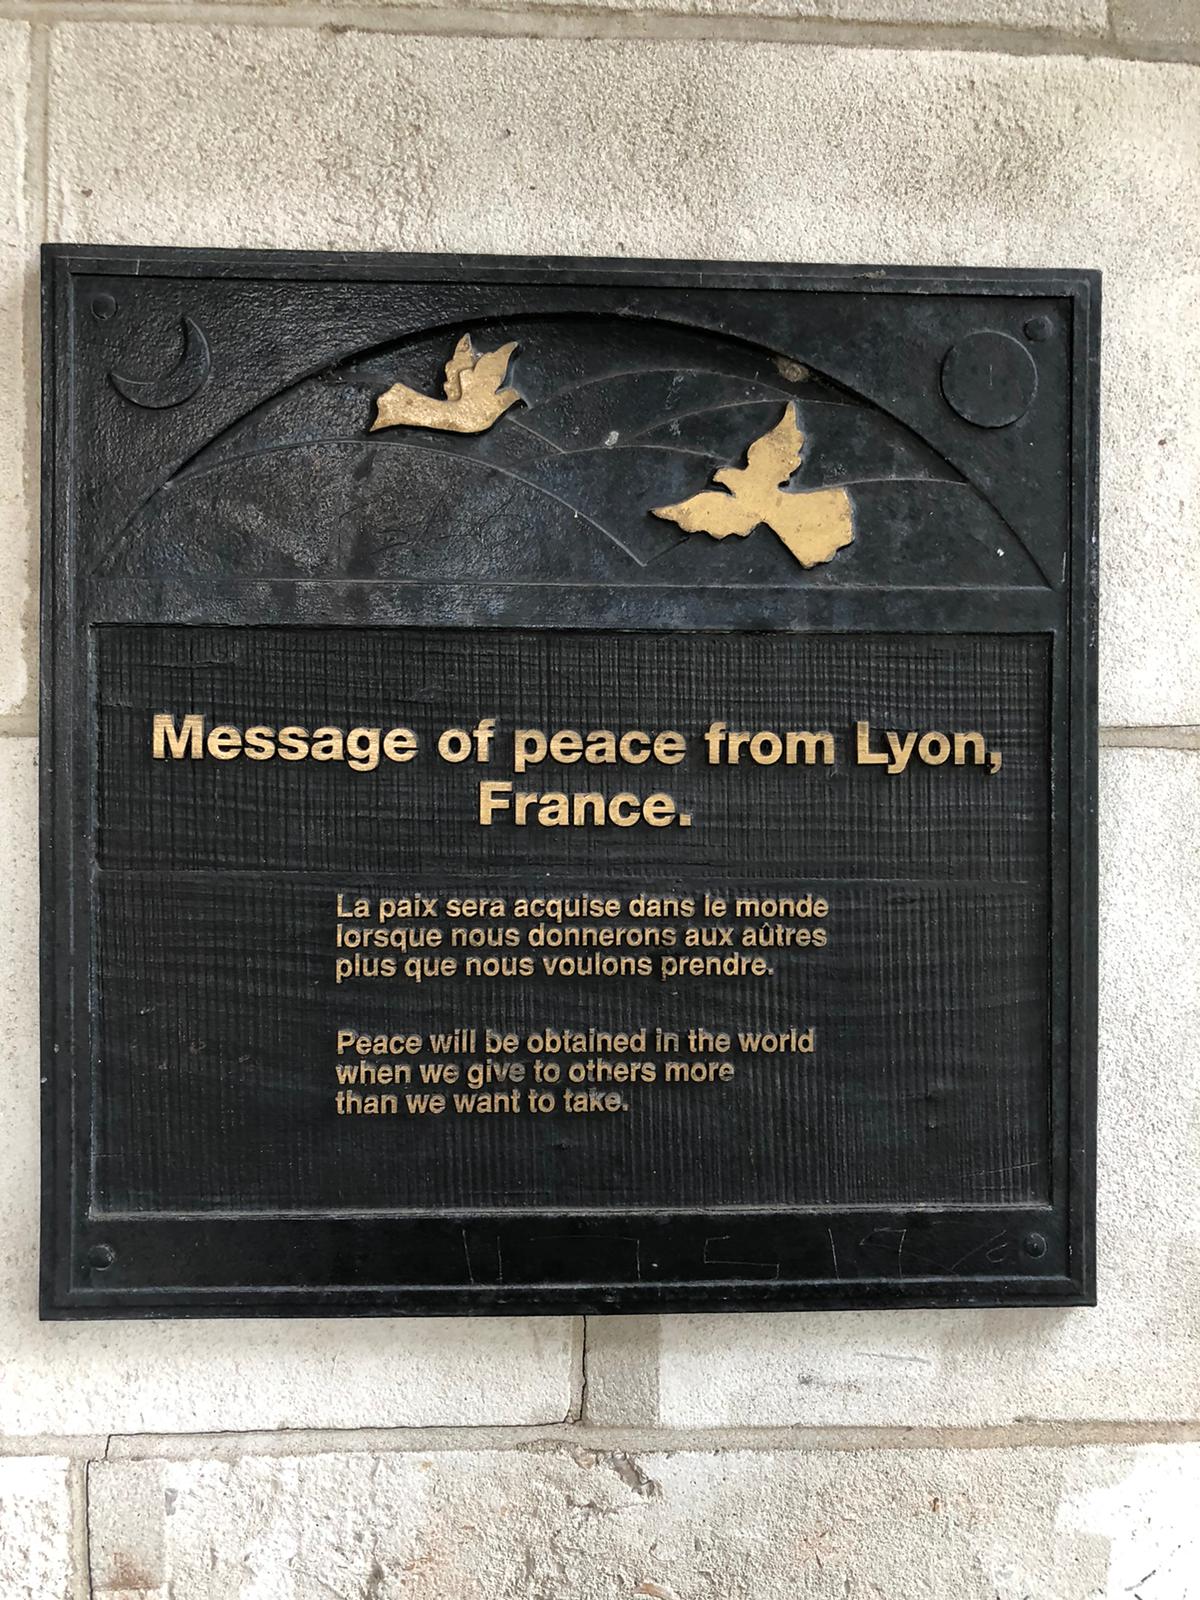 Message of peace from Lyon,
France.
La paix sera acquise dans le monde
lorsque nous donnerons aux aûtres
plus que nous voulons prendre.
Peace will be obtained in the world
when we give to others more
than we want to take.